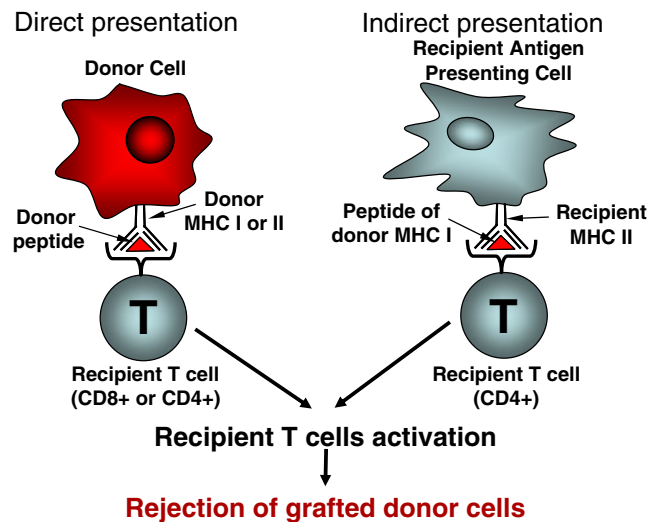 Direct presentation
Donor Cell
Donor
MHC I or II
Donor
peptide
T
Recipient T cell
(CD8+ or CD4+)
Indirect presentation
Recipient Antigen
Presenting Cell
Peptide of
donor MHC I
Recipient
MHC II
T
Recipient T cell
(CD4+)
Recipient T cells activation
Rejection of grafted donor cells